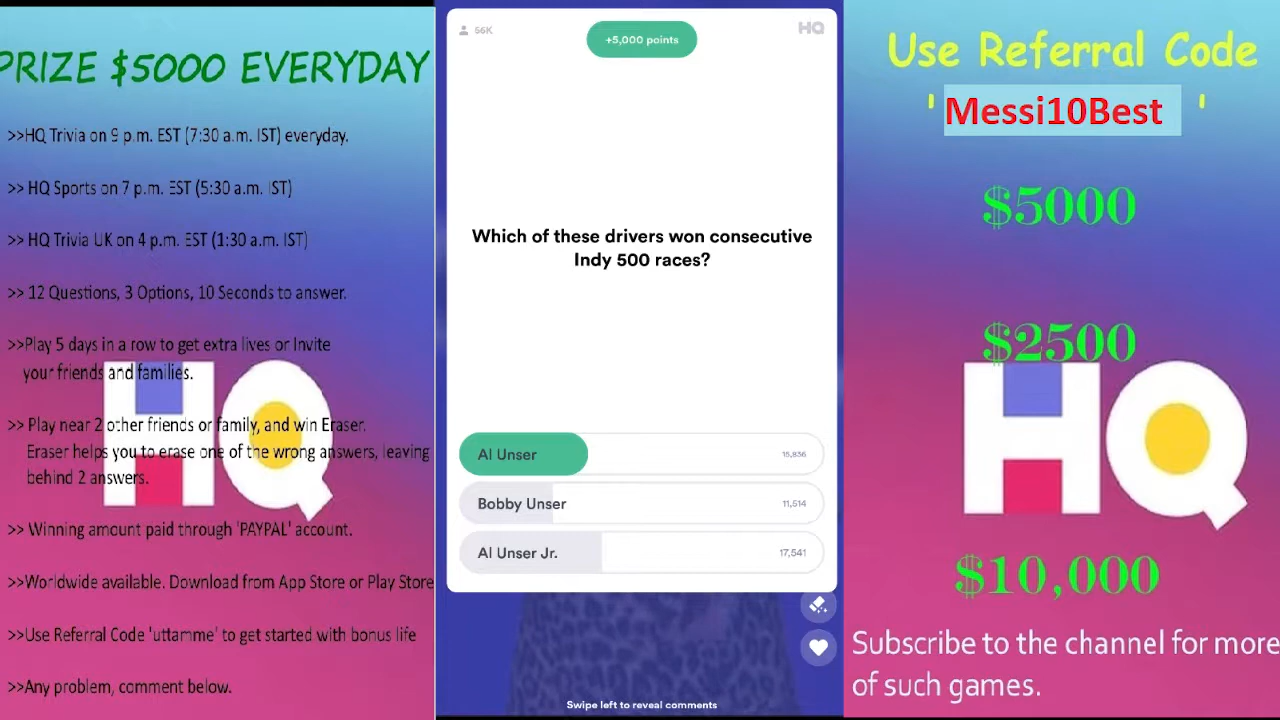 PRIZE $5000 EVERYDAY
>>HQ Trivia on 9 p.m. EST (7:30 a.m. IST) everyday.
>> HQ Sports on 7 p.m. EST (5:30 a.m. IST)
>> HQ Trivia UK on 4 p.m. EST (1:30 a.m. IST)
>> 12 Questions, 3 Options, 10 Seconds to answer.
>>Play 5 days in a row to get extra lives or Invite
your friends and families.
>> Play near 2 other friends or family, and win Eraser.
Eraser helps you to erase one of the wrong answers, leaving
behind 2 answers.
>> Winning amount paid through 'PAYPAL' account.
>>Worldwide available. Download from App Store or Play Store
>>Use Referral Code 'uttamme' to get started with bonus life
>>Any problem, comment below.
HQ
56K
+5,000 points
HQ
Which of these drivers won consecutive
Indy 500 races?
Al Unser 15,836
Bobby Unser 11,514
Al Unser Jr. 17,541
Swipe left to reveal comments
Use Referral Code
' Messi10Best '
$5000
$2500
HQ
$10,000
Subscribe to the channel for more
of such games.